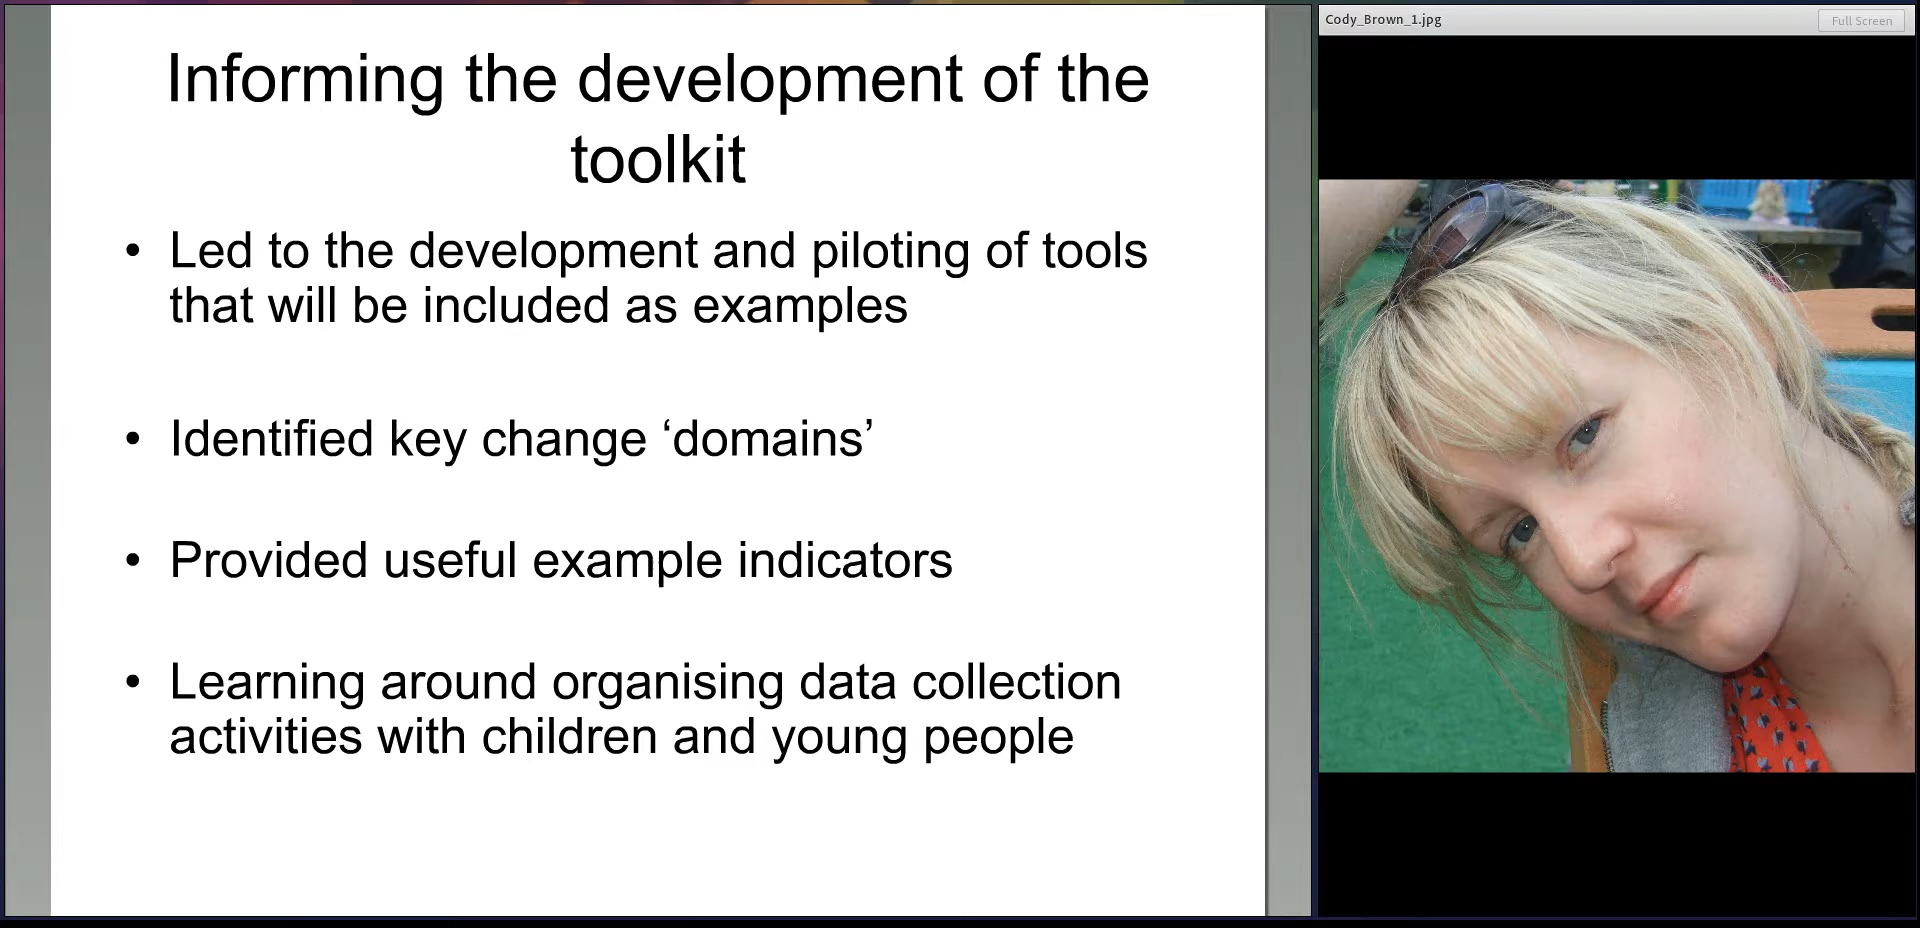 Informing the development of the
toolkit
• Led to the development and piloting of tools
that will be included as examples
• Identified key change ‘domains’
• Provided useful example indicators
• Learning around organising data collection
activities with children and young people
Cody_Brown_1.jpg
Full Screen